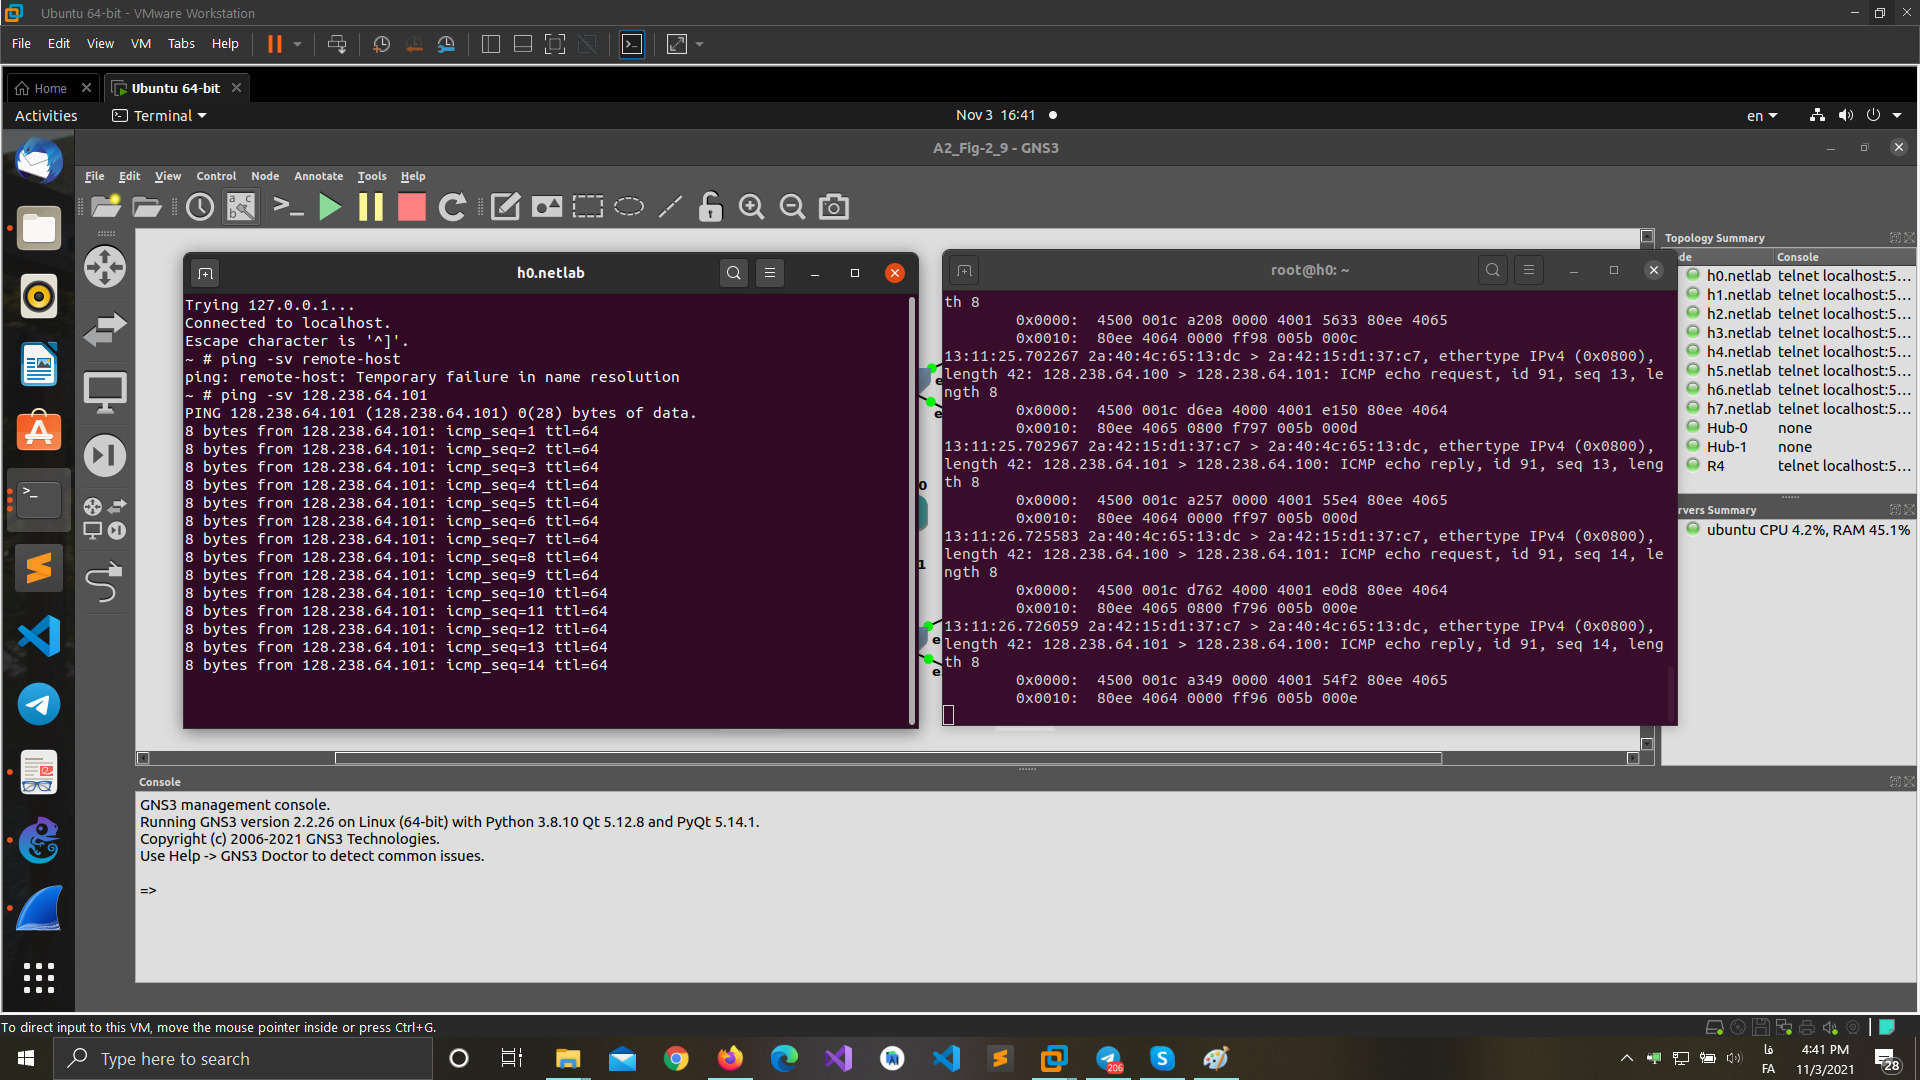 Ubuntu 64-bit - VMware Workstation
File Edit View VM Tabs Help
Home
Ubuntu 64-bit
Activities
Terminal
Nov 3 16:41
en
A2_Fig-2_9 - GNS3
File Edit View Control Node Annotate Tools Help
h0.netlab
Trying 127.0.0.1...
Connected to localhost.
Escape character is '^]'.
~ # ping -sv remote-host
ping: remote-host: Temporary failure in name resolution
~ # ping -sv 128.238.64.101
PING 128.238.64.101 (128.238.64.101) 0(28) bytes of data.
8 bytes from 128.238.64.101: icmp_seq=1 ttl=64
8 bytes from 128.238.64.101: icmp_seq=2 ttl=64
8 bytes from 128.238.64.101: icmp_seq=3 ttl=64
8 bytes from 128.238.64.101: icmp_seq=4 ttl=64
8 bytes from 128.238.64.101: icmp_seq=5 ttl=64
8 bytes from 128.238.64.101: icmp_seq=6 ttl=64
8 bytes from 128.238.64.101: icmp_seq=7 ttl=64
8 bytes from 128.238.64.101: icmp_seq=8 ttl=64
8 bytes from 128.238.64.101: icmp_seq=9 ttl=64
8 bytes from 128.238.64.101: icmp_seq=10 ttl=64
8 bytes from 128.238.64.101: icmp_seq=11 ttl=64
8 bytes from 128.238.64.101: icmp_seq=12 ttl=64
8 bytes from 128.238.64.101: icmp_seq=13 ttl=64
8 bytes from 128.238.64.101: icmp_seq=14 ttl=64
e
e
0
1
e
e
root@h0: ~
th 8
0x0000: 4500 001c a208 0000 4001 5633 80ee 4065
0x0010: 80ee 4064 0000 ff98 005b 000c
13:11:25.702267 2a:40:4c:65:13:dc > 2a:42:15:d1:37:c7, ethertype IPv4 (0x0800),
length 42: 128.238.64.100 > 128.238.64.101: ICMP echo request, id 91, seq 13, le
ngth 8
0x0000: 4500 001c d6ea 4000 4001 e150 80ee 4064
0x0010: 80ee 4065 0800 f797 005b 000d
13:11:25.702967 2a:42:15:d1:37:c7 > 2a:40:4c:65:13:dc, ethertype IPv4 (0x0800),
length 42: 128.238.64.101 > 128.238.64.100: ICMP echo reply, id 91, seq 13, leng
th 8
0x0000: 4500 001c a257 0000 4001 55e4 80ee 4065
0x0010: 80ee 4064 0000 ff97 005b 000d
13:11:26.725583 2a:40:4c:65:13:dc > 2a:42:15:d1:37:c7, ethertype IPv4 (0x0800),
length 42: 128.238.64.100 > 128.238.64.101: ICMP echo request, id 91, seq 14, le
ngth 8
0x0000: 4500 001c d762 4000 4001 e0d8 80ee 4064
0x0010: 80ee 4065 0800 f796 005b 000e
13:11:26.726059 2a:42:15:d1:37:c7 > 2a:40:4c:65:13:dc, ethertype IPv4 (0x0800),
length 42: 128.238.64.101 > 128.238.64.100: ICMP echo reply, id 91, seq 14, leng
th 8
0x0000: 4500 001c a349 0000 4001 54f2 80ee 4065
0x0010: 80ee 4064 0000 ff96 005b 000e
Topology Summary
de Console
h0.netlab telnet localhost:5...
h1.netlab telnet localhost:5...
h2.netlab telnet localhost:5...
h3.netlab telnet localhost:5...
h4.netlab telnet localhost:5...
h5.netlab telnet localhost:5...
h6.netlab telnet localhost:5...
h7.netlab telnet localhost:5...
Hub-0 none
Hub-1 none
R4 telnet localhost:5...
rvers Summary
ubuntu CPU 4.2%, RAM 45.1%
Console
GNS3 management console.
Running GNS3 version 2.2.26 on Linux (64-bit) with Python 3.8.10 Qt 5.12.8 and PyQt 5.14.1.
Copyright (c) 2006-2021 GNS3 Technologies.
Use Help -> GNS3 Doctor to detect common issues.
=>
To direct input to this VM, move the mouse pointer inside or press Ctrl+G.
Type here to search
206
فا
FA
4:41 PM
11/3/2021
28